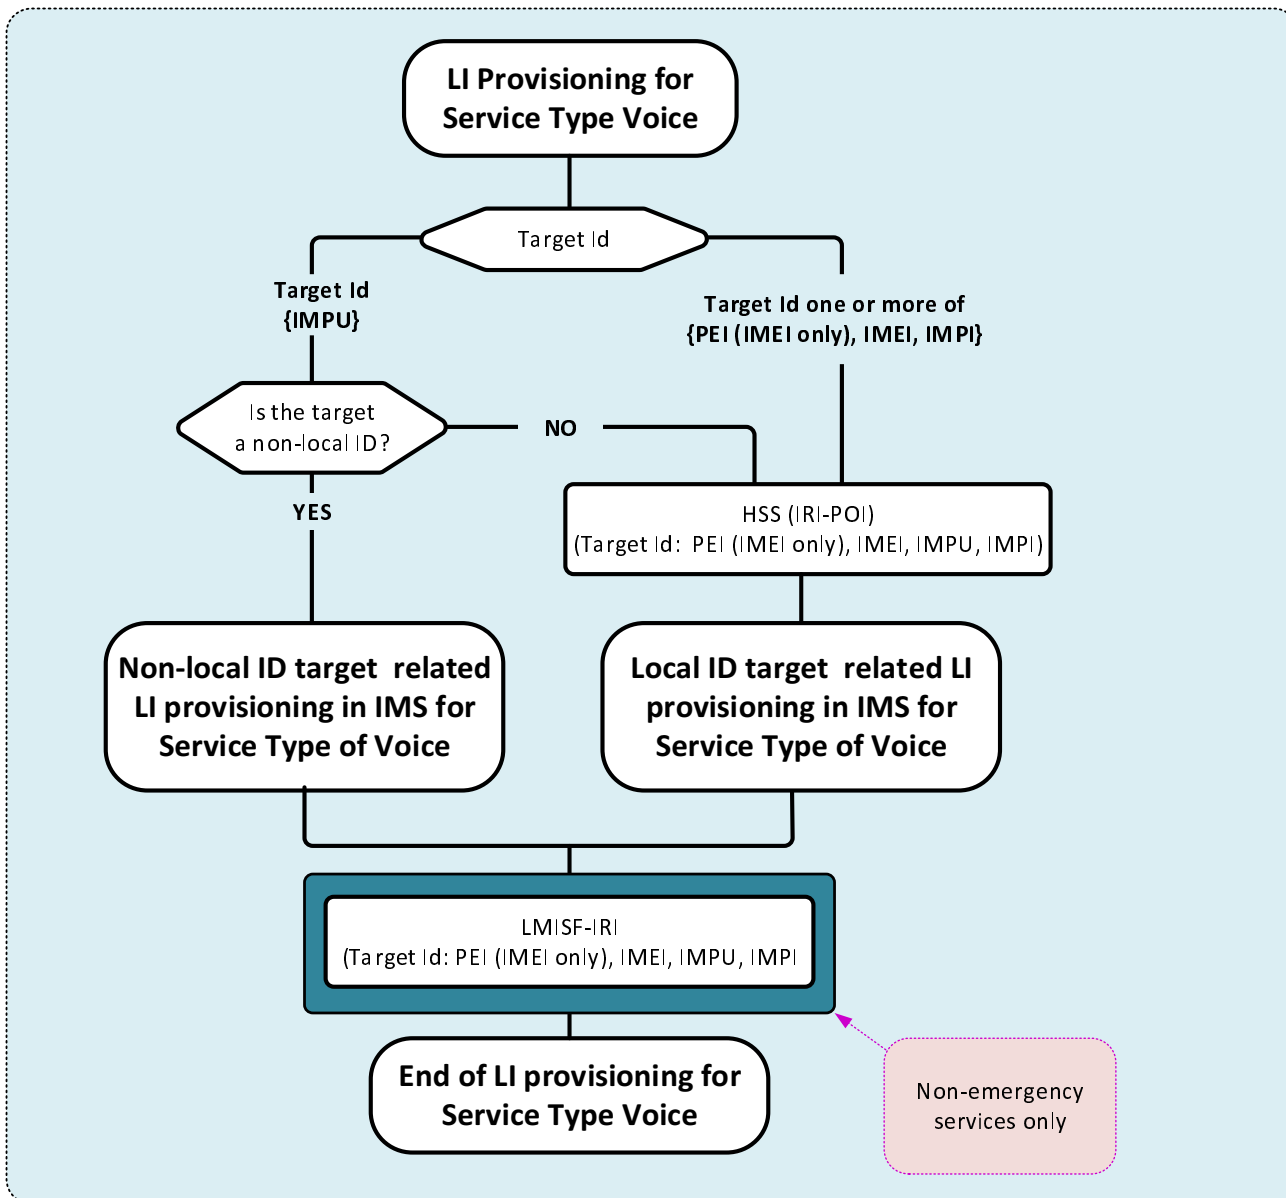 LI Provisioning for
Service Type Voice
Target Id
Target Id
{IMPU}
Target Id one or more of
{PEI (IMEI only), IMEI, IMPI}
Is the target
a non-local ID?
NO
YES
HSS (IRI-POI)
(Target Id: PEI (IMEI only), IMEI, IMPU, IMPI)
Non-local ID target related
LI provisioning in IMS for
Service Type of Voice
Local ID target related LI
provisioning in IMS for
Service Type of Voice
LMISF-IRI
(Target Id: PEI (IMEI only), IMEI, IMPU, IMPI
End of LI provisioning for
Service Type Voice
Non-emergency
services only